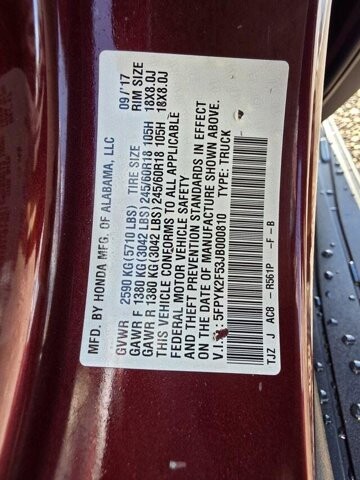 MFD. BY HONDA MFG. OF ALABAMA, LLC 09/'17
GVWR 2590 KG(5710 LBS) TIRE SIZE RIM SIZE
GAWR F 1380 KG(3042 LBS) 245/60R18 105H 18X8.0J
GAWR R 1380 KG(3042 LBS) 245/60R18 105H 18X8.0J
THIS VEHICLE CONFORMS TO ALL APPLICABLE
FEDERAL MOTOR VEHICLE SAFETY
AND THEFT PREVENTION STANDARDS IN EFFECT
ON THE DATE OF MANUFACTURE SHOWN ABOVE.
V.I.N.: 5FPYK2F53JB000810 TYPE: TRUCK
TJZ J AC8 -R561P -F -B